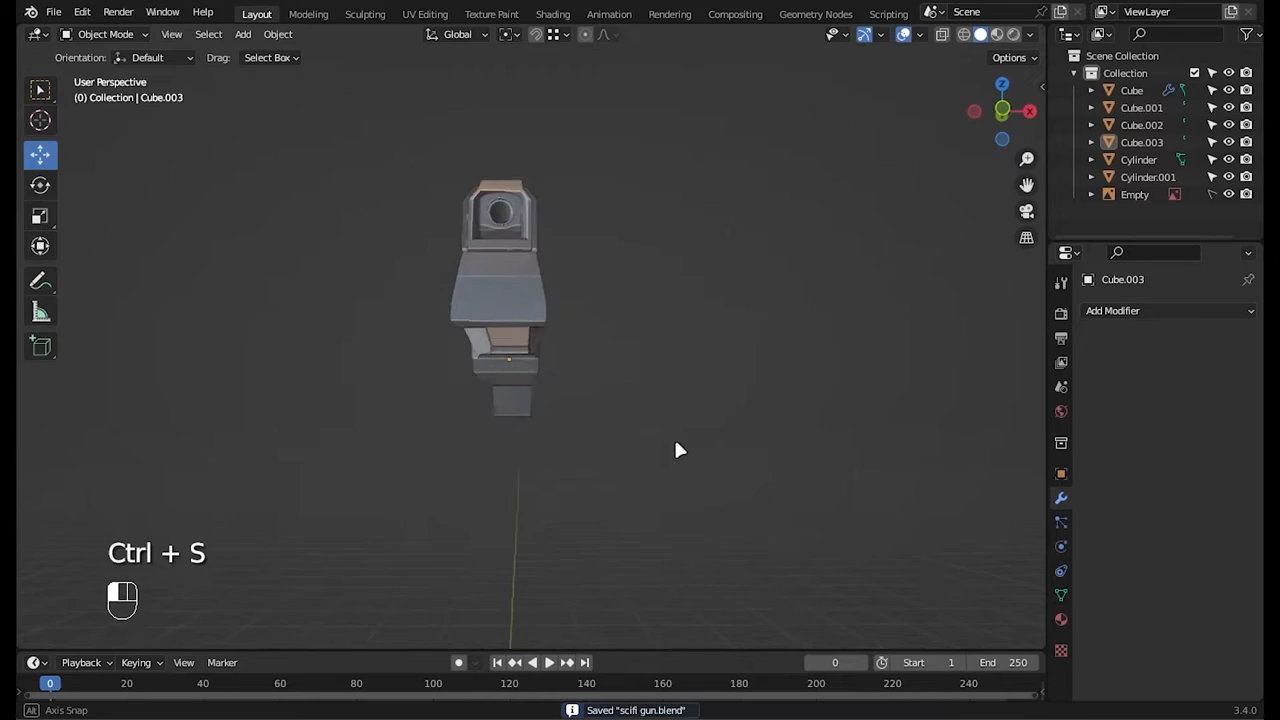 File Edit Render Window Help Layout Modeling Sculpting UV Editing Texture Paint Shading Animation Rendering Compositing Geometry Nodes Scripting Scene ViewLayer
Object Mode View Select Add Object Global
Orientation: Default Drag: Select Box Options
User Perspective
(0) Collection | Cube.003
Z
X
Scene Collection
Collection
Cube
Cube.001
Cube.002
Cube.003
Cylinder
Cylinder.001
Empty
Cube.003
Add Modifier
Ctrl + S
Playback Keying View Marker 0 Start 1 End 250
0 20 40 60 80 100 120 140 160 180 200 220 240
Alt Axis Snap Saved "scifi gun.blend" 3.4.0